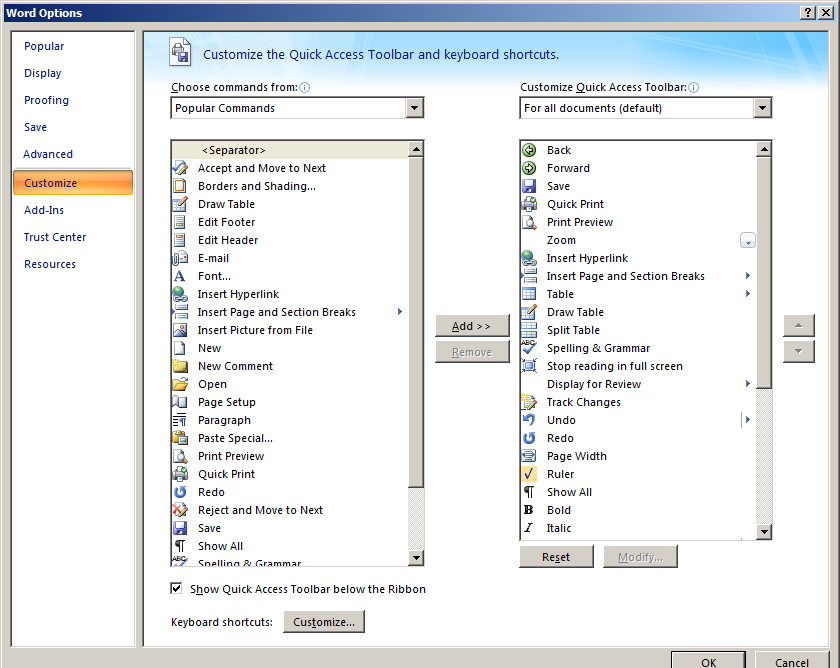 Word Options
Popular
Display
Proofing
Save
Advanced
Customize
Add-Ins
Trust Center
Resources
Customize the Quick Access Toolbar and keyboard shortcuts.
Choose commands from:
Popular Commands
<Separator>
Accept and Move to Next
Borders and Shading...
Draw Table
Edit Footer
Edit Header
E-mail
Font...
Insert Hyperlink
Insert Page and Section Breaks
Insert Picture from File
New
New Comment
Open
Page Setup
Paragraph
Paste Special...
Print Preview
Quick Print
Redo
Reject and Move to Next
Save
Show All
Spelling & Grammar
Add >>
Remove
Customize Quick Access Toolbar:
For all documents (default)
Back
Forward
Save
Quick Print
Print Preview
Zoom
Insert Hyperlink
Insert Page and Section Breaks
Table
Draw Table
Split Table
Spelling & Grammar
Stop reading in full screen
Display for Review
Track Changes
Undo
Redo
Page Width
Ruler
Show All
Bold
Italic
Reset
Modify...
Show Quick Access Toolbar below the Ribbon
Keyboard shortcuts:
Customize...
OK
Cancel